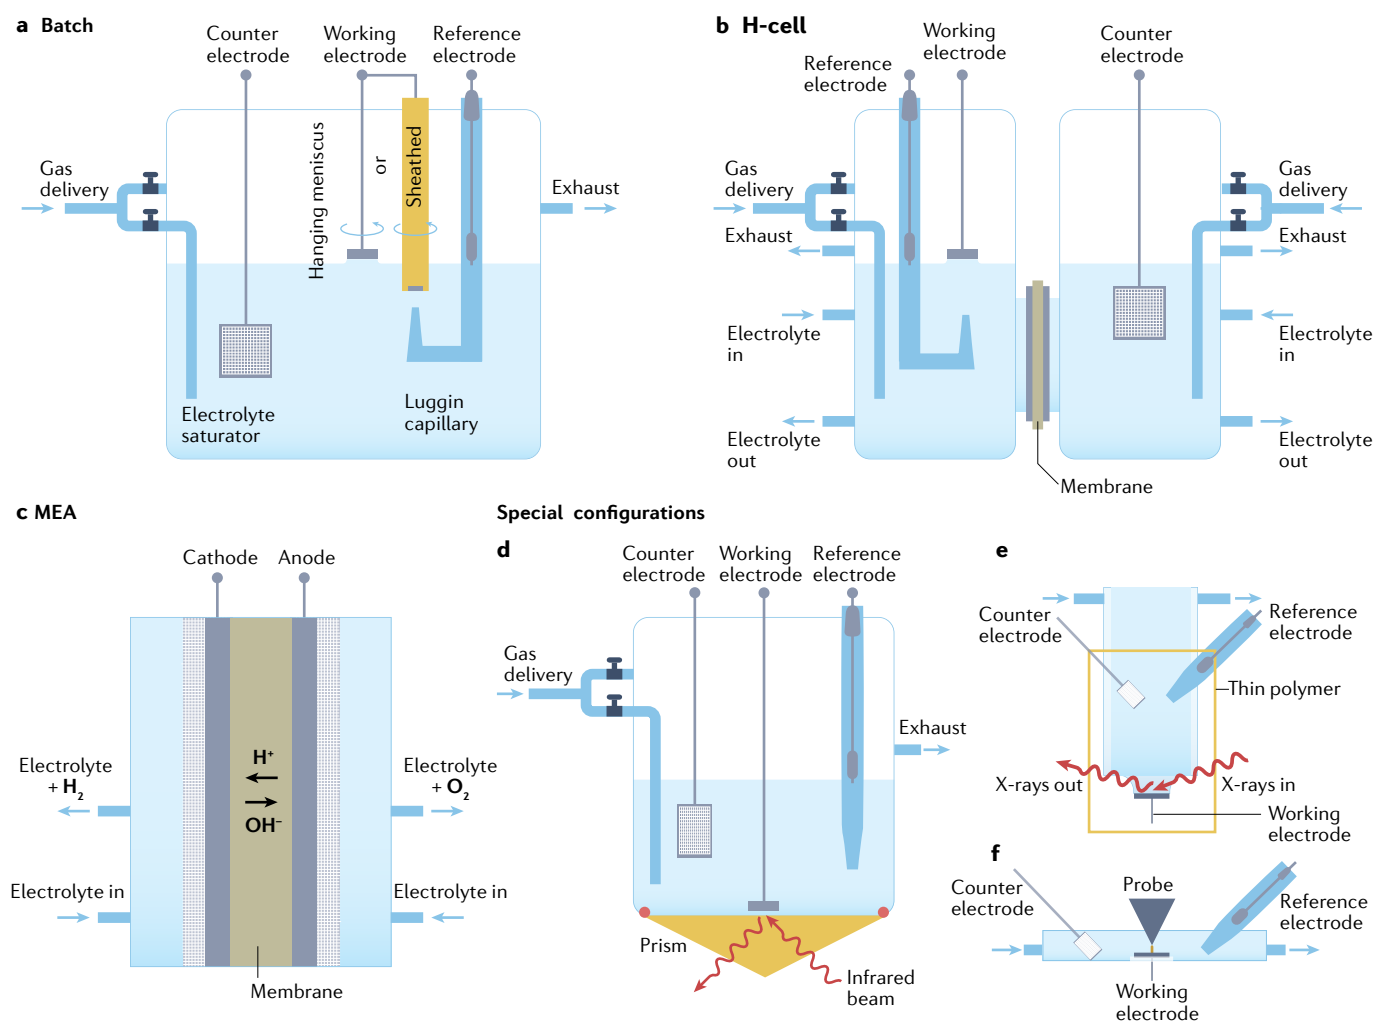 a Batch
Counter
electrode
Working
electrode
Reference
electrode
Gas
delivery
Hanging meniscus
or
Sheathed
Exhaust
Electrolyte
saturator
Luggin
capillary
b H-cell
Reference
electrode
Working
electrode
Counter
electrode
Gas
delivery
Exhaust
Electrolyte
in
Electrolyte
out
Gas
delivery
Exhaust
Electrolyte
in
Electrolyte
out
Membrane
c MEA
Cathode
Anode
H⁺
OH⁻
Electrolyte
+ H₂
Electrolyte
+ O₂
Electrolyte in
Electrolyte in
Membrane
Special configurations
d
Counter
electrode
Working
electrode
Reference
electrode
Gas
delivery
Exhaust
Prism
Infrared
beam
e
Counter
electrode
Reference
electrode
Thin polymer
X-rays out
X-rays in
Working
electrode
f
Counter
electrode
Probe
Reference
electrode
Working
electrode